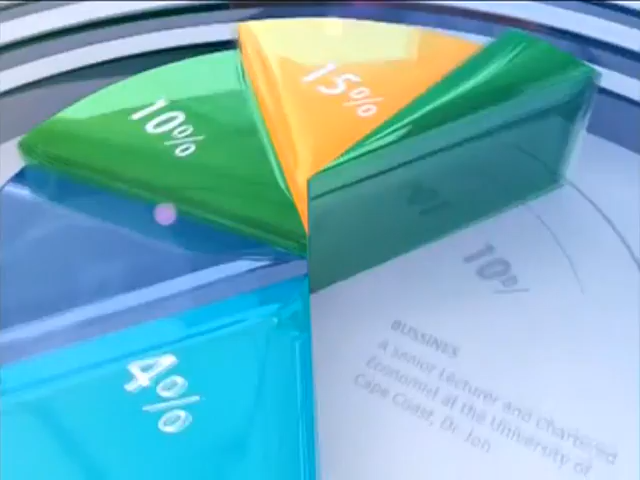 15%
10%
10%
4%
BUSSINES
A Senior Lecturer and Chartered
Economist at the University of
Cape Coast, Dr. Jon